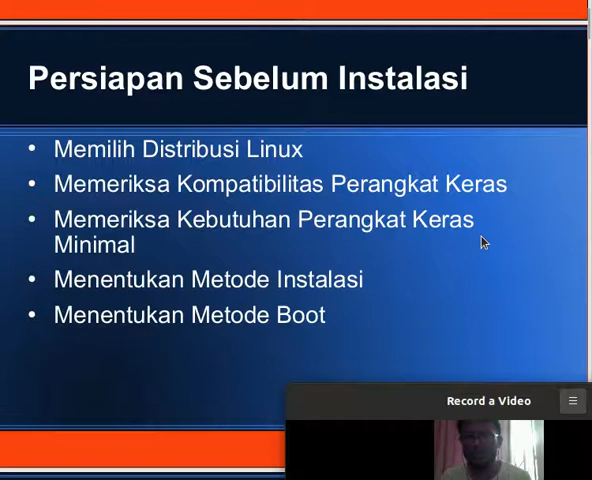 Persiapan Sebelum Instalasi
• Memilih Distribusi Linux
• Memeriksa Kompatibilitas Perangkat Keras
• Memeriksa Kebutuhan Perangkat Keras
Minimal
• Menentukan Metode Instalasi
• Menentukan Metode Boot
Record a Video